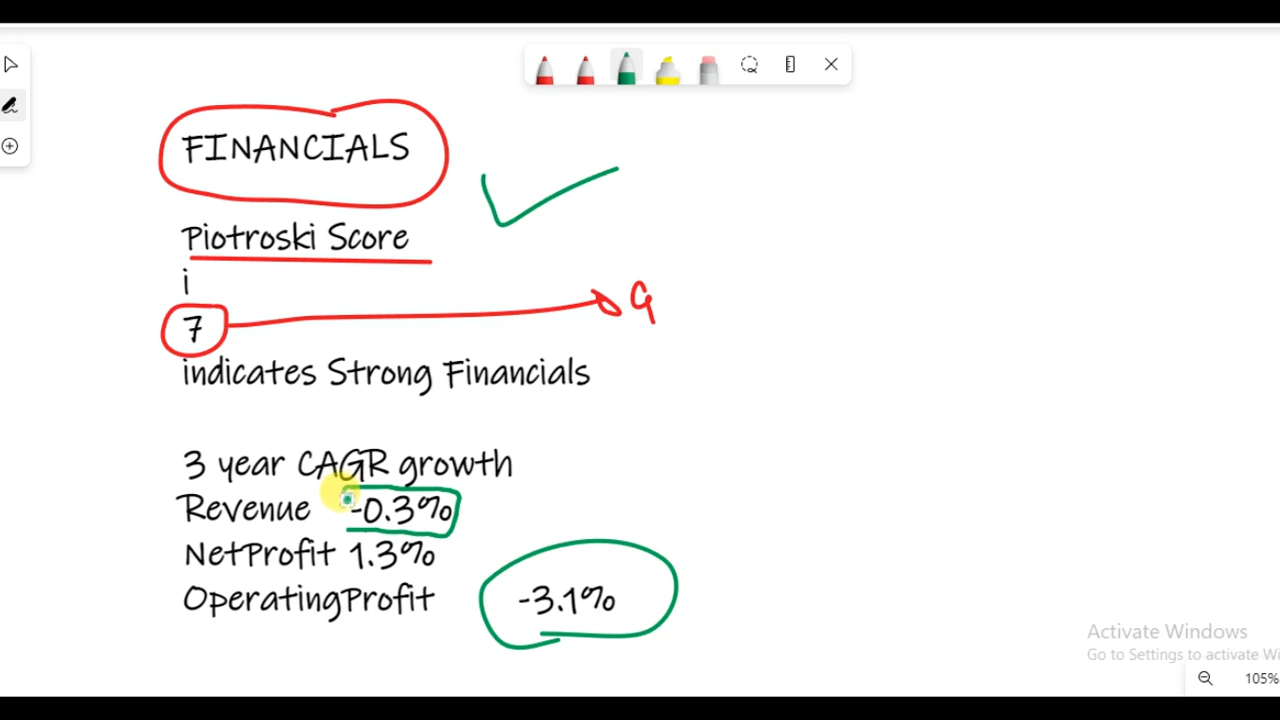 FINANCIALS
Piotroski Score
i
7
9
indicates Strong Financials
3 year CAGR growth
Revenue -0.3%
NetProfit 1.3%
OperatingProfit -3.1%
Activate Windows
Go to Settings to activate Wi
105%